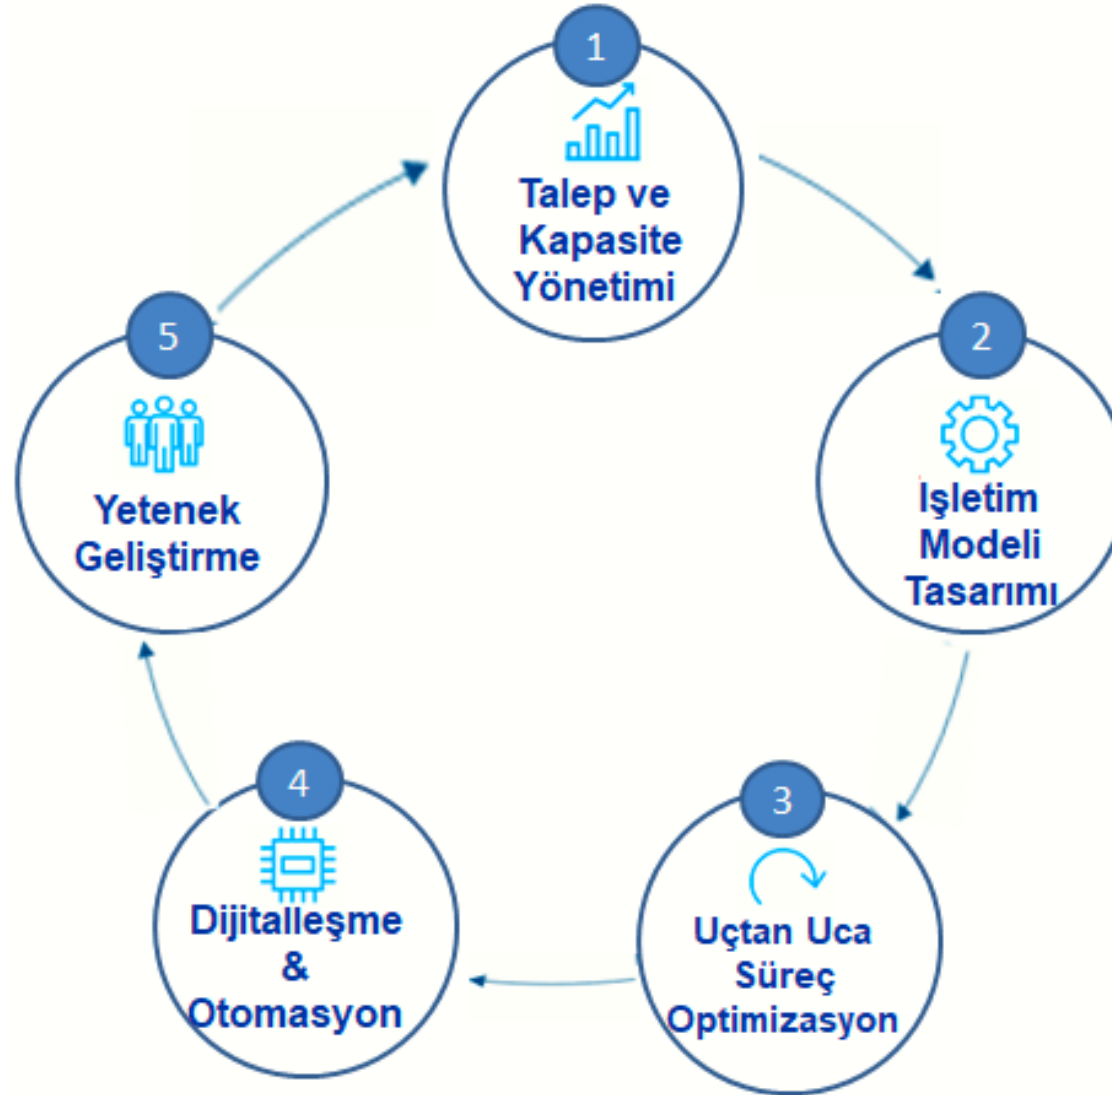 1
Talep ve
Kapasite
Yönetimi
2
İşletim
Modeli
Tasarımı
3
Uçtan Uca
Süreç
Optimizasyon
4
Dijitalleşme
&
Otomasyon
5
Yetenek
Geliştirme